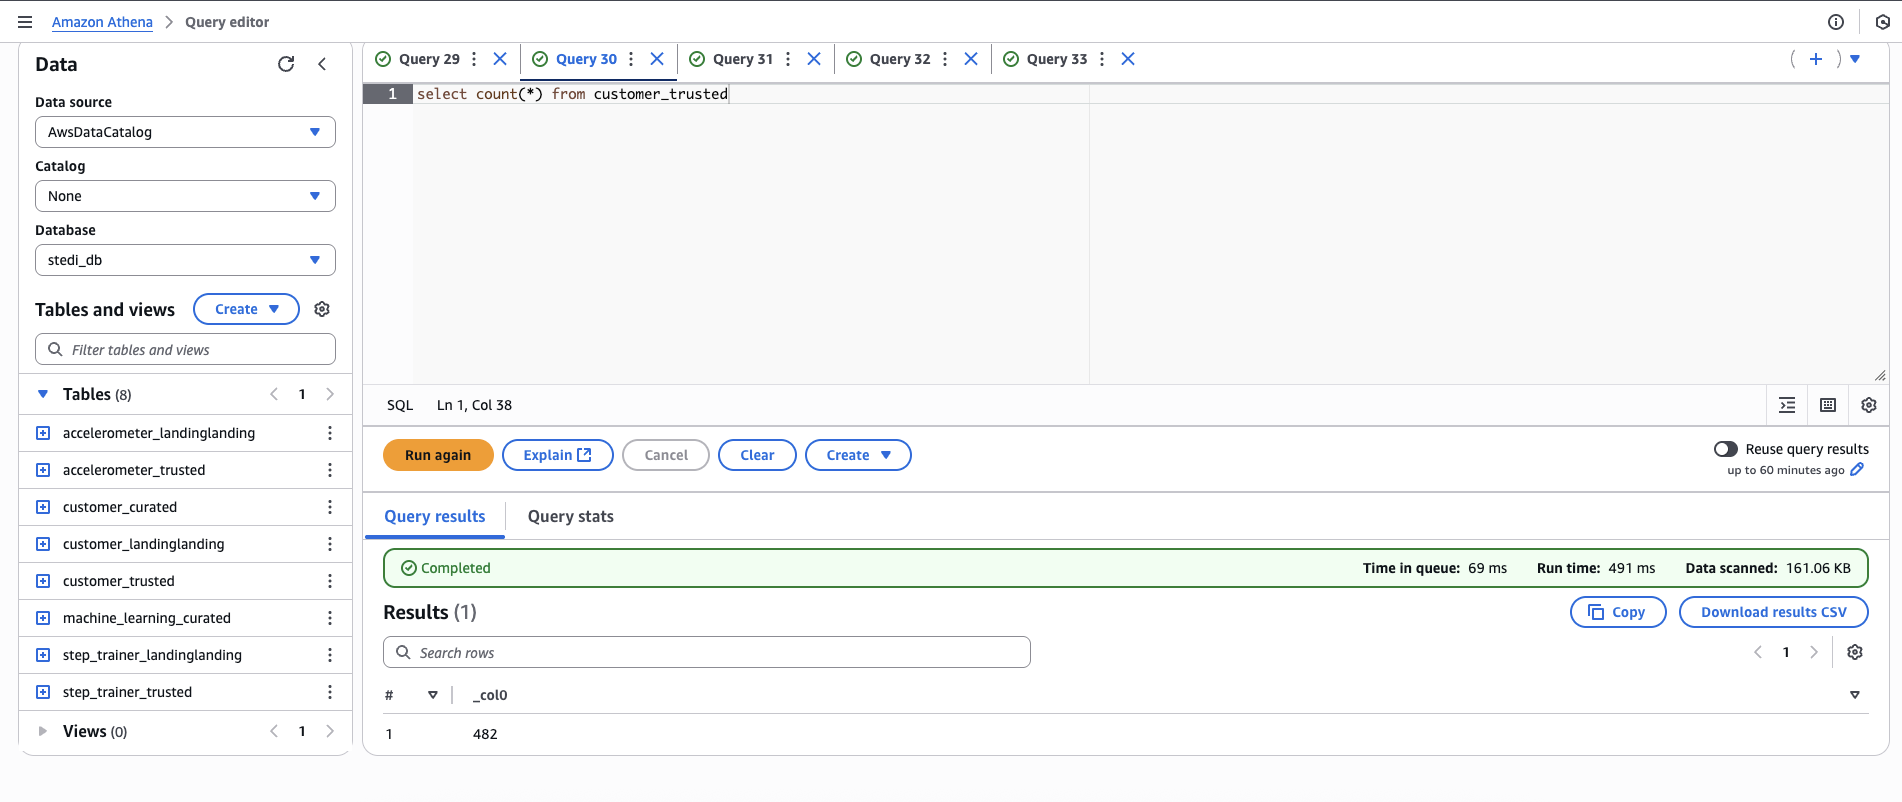 Amazon Athena > Query editor
Data
Data source
AwsDataCatalog
Catalog
None
Database
stedi_db
Tables and views
Create
Filter tables and views
Tables (8)
1
accelerometer_landinglanding
accelerometer_trusted
customer_curated
customer_landinglanding
customer_trusted
machine_learning_curated
step_trainer_landinglanding
step_trainer_trusted
Views (0)
1
Query 29
Query 30
Query 31
Query 32
Query 33
1 select count(*) from customer_trusted
SQL Ln 1, Col 38
Run again
Explain
Cancel
Clear
Create
Reuse query results
up to 60 minutes ago
Query results
Query stats
Completed
Time in queue: 69 ms
Run time: 491 ms
Data scanned: 161.06 KB
Results (1)
Copy
Download results CSV
Search rows
1
# _col0
1 482